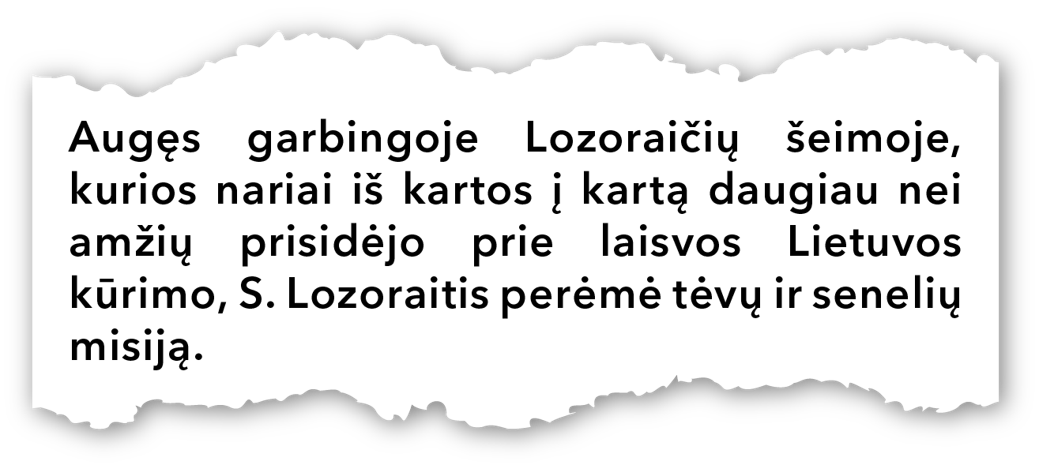 Augęs garbingoje Lozoraičių šeimoje,
kurios nariai iš kartos į kartą daugiau nei
amžių prisidėjo prie laisvos Lietuvos
kūrimo, S. Lozoraitis perėmė tėvų ir senelių
misiją.